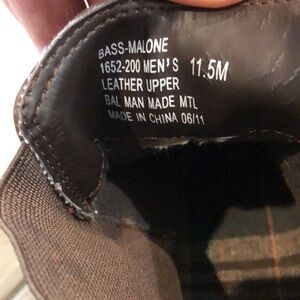 BASS-MALONE
1652-200 MEN'S 11.5M
LEATHER UPPER
BAL MAN MADE MTL
MADE IN CHINA 06/11